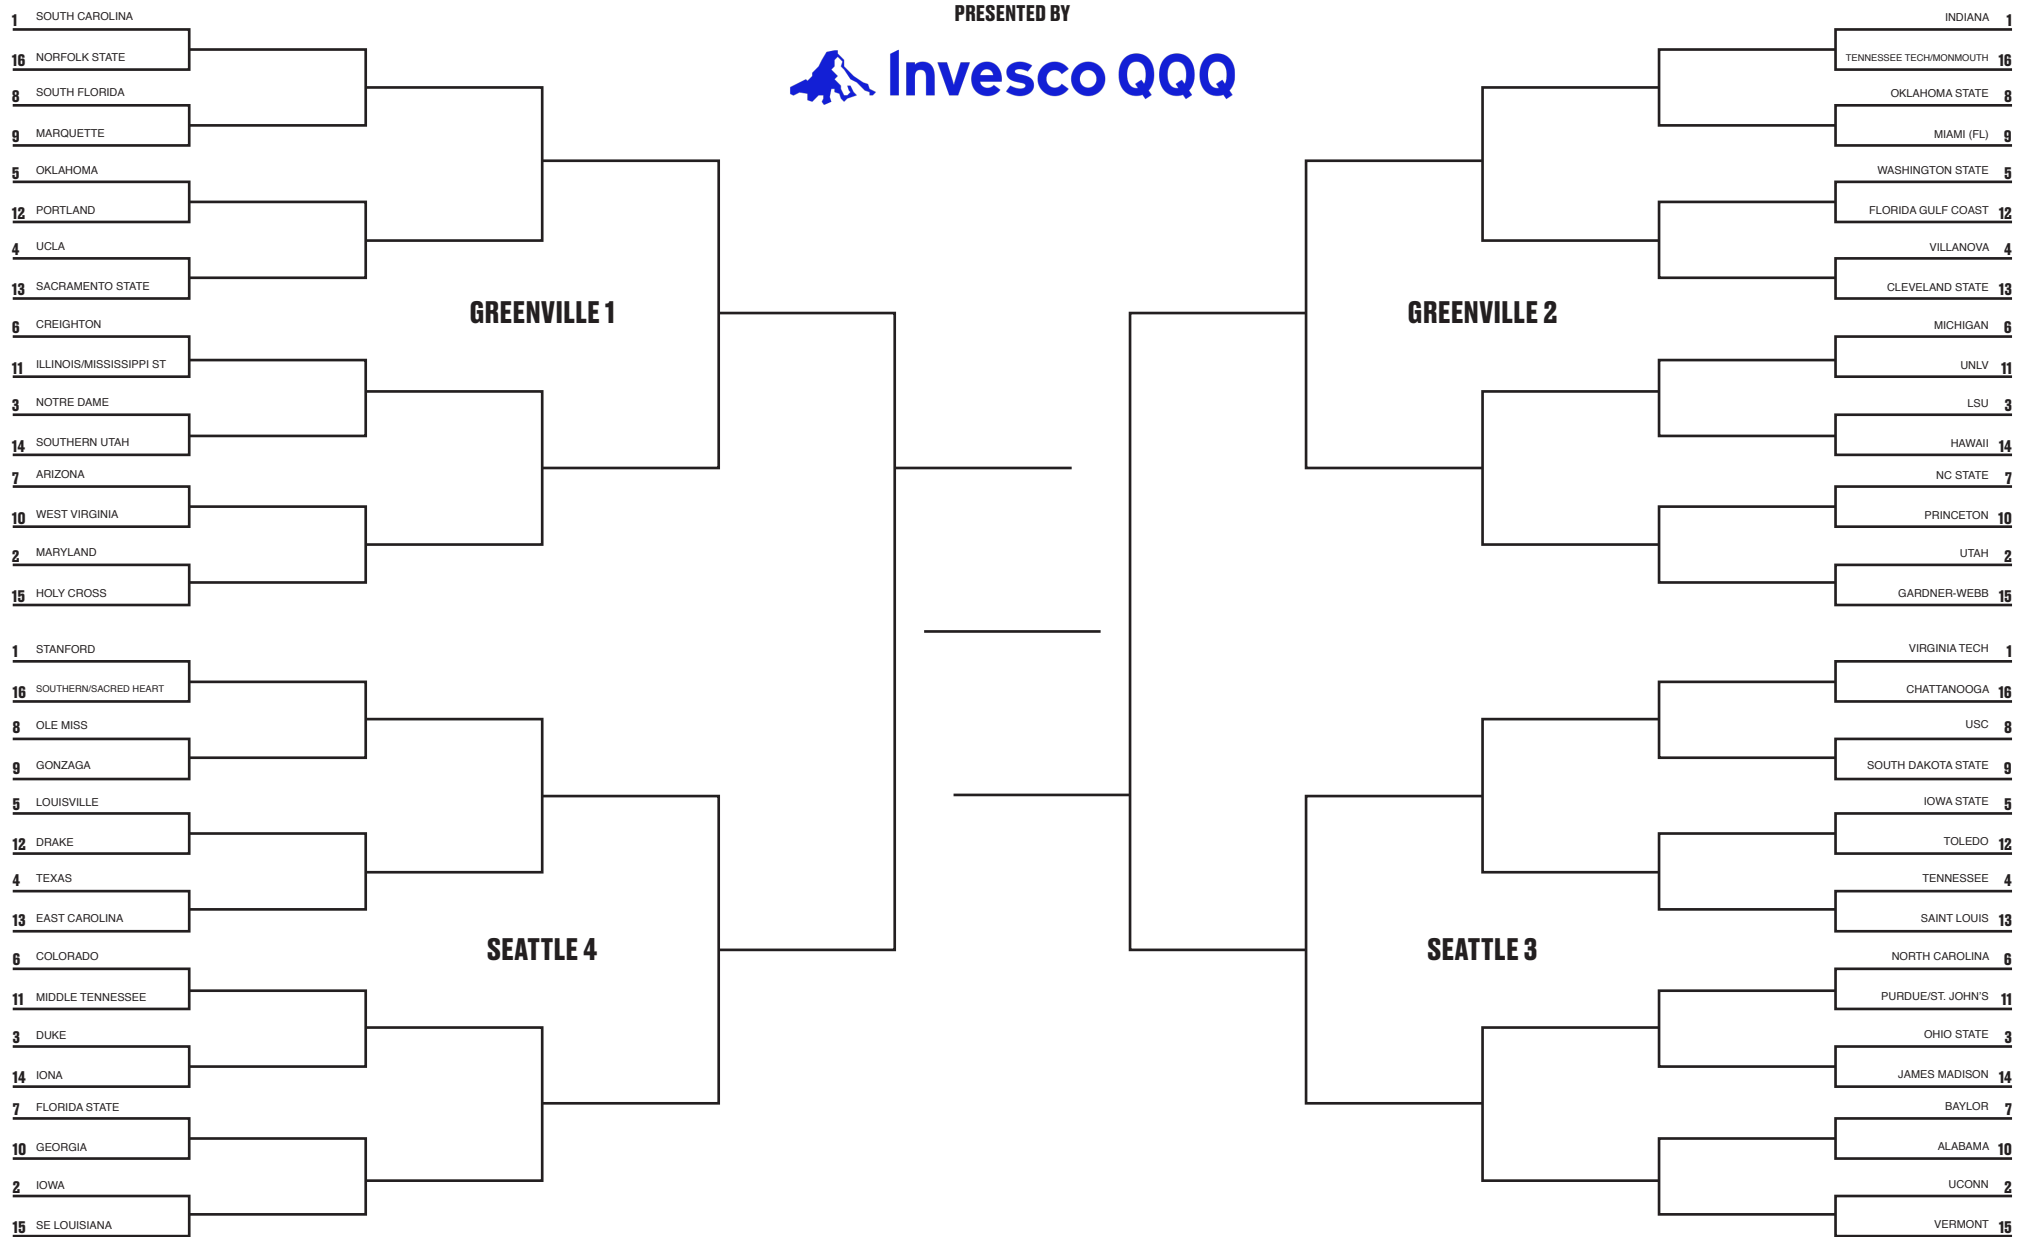 PRESENTED BY
Invesco QQQ
1 SOUTH CAROLINA
16 NORFOLK STATE
8 SOUTH FLORIDA
9 MARQUETTE
5 OKLAHOMA
12 PORTLAND
4 UCLA
13 SACRAMENTO STATE
GREENVILLE 1
6 CREIGHTON
11 ILLINOIS/MISSISSIPPI ST
3 NOTRE DAME
14 SOUTHERN UTAH
7 ARIZONA
10 WEST VIRGINIA
2 MARYLAND
15 HOLY CROSS
1 STANFORD
16 SOUTHERN/SACRED HEART
8 OLE MISS
9 GONZAGA
5 LOUISVILLE
12 DRAKE
4 TEXAS
13 EAST CAROLINA
SEATTLE 4
6 COLORADO
11 MIDDLE TENNESSEE
3 DUKE
14 IONA
7 FLORIDA STATE
10 GEORGIA
2 IOWA
15 SE LOUISIANA
INDIANA 1
TENNESSEE TECH/MONMOUTH 16
OKLAHOMA STATE 8
MIAMI (FL) 9
WASHINGTON STATE 5
FLORIDA GULF COAST 12
VILLANOVA 4
CLEVELAND STATE 13
GREENVILLE 2
MICHIGAN 6
UNLV 11
LSU 3
HAWAII 14
NC STATE 7
PRINCETON 10
UTAH 2
GARDNER-WEBB 15
VIRGINIA TECH 1
CHATTANOOGA 16
USC 8
SOUTH DAKOTA STATE 9
IOWA STATE 5
TOLEDO 12
TENNESSEE 4
SAINT LOUIS 13
SEATTLE 3
NORTH CAROLINA 6
PURDUE/ST. JOHN'S 11
OHIO STATE 3
JAMES MADISON 14
BAYLOR 7
ALABAMA 10
UCONN 2
VERMONT 15